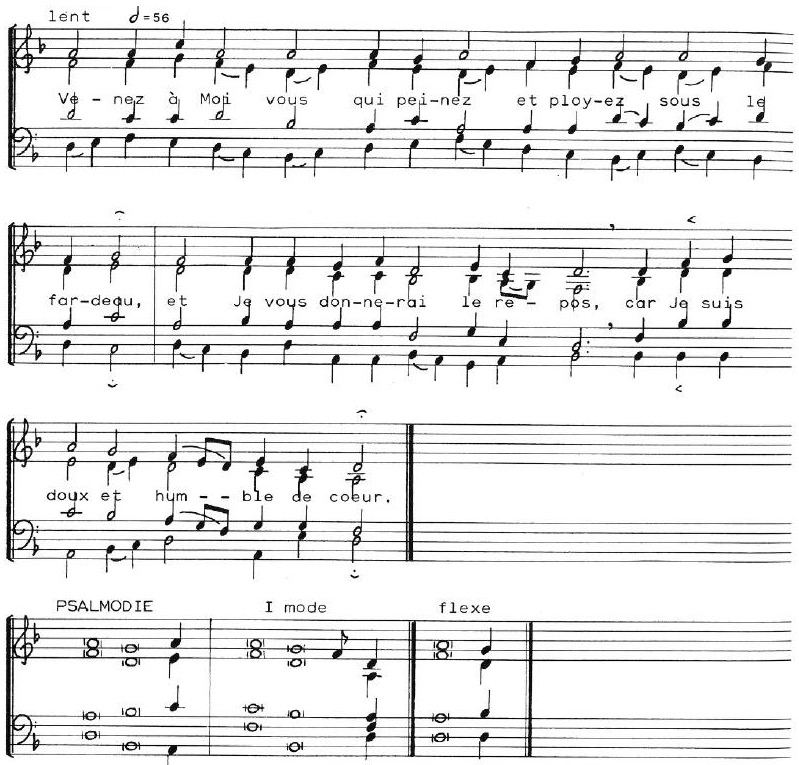 lent 𝅗𝅥 = 56
Ve - nez à Moi vous qui pei-nez et ploy-ez sous le
far-deau, et Je vous don-ne-rai le re - pos, car Je suis
doux et hum - - ble de coeur.
PSALMODIE I mode flexe